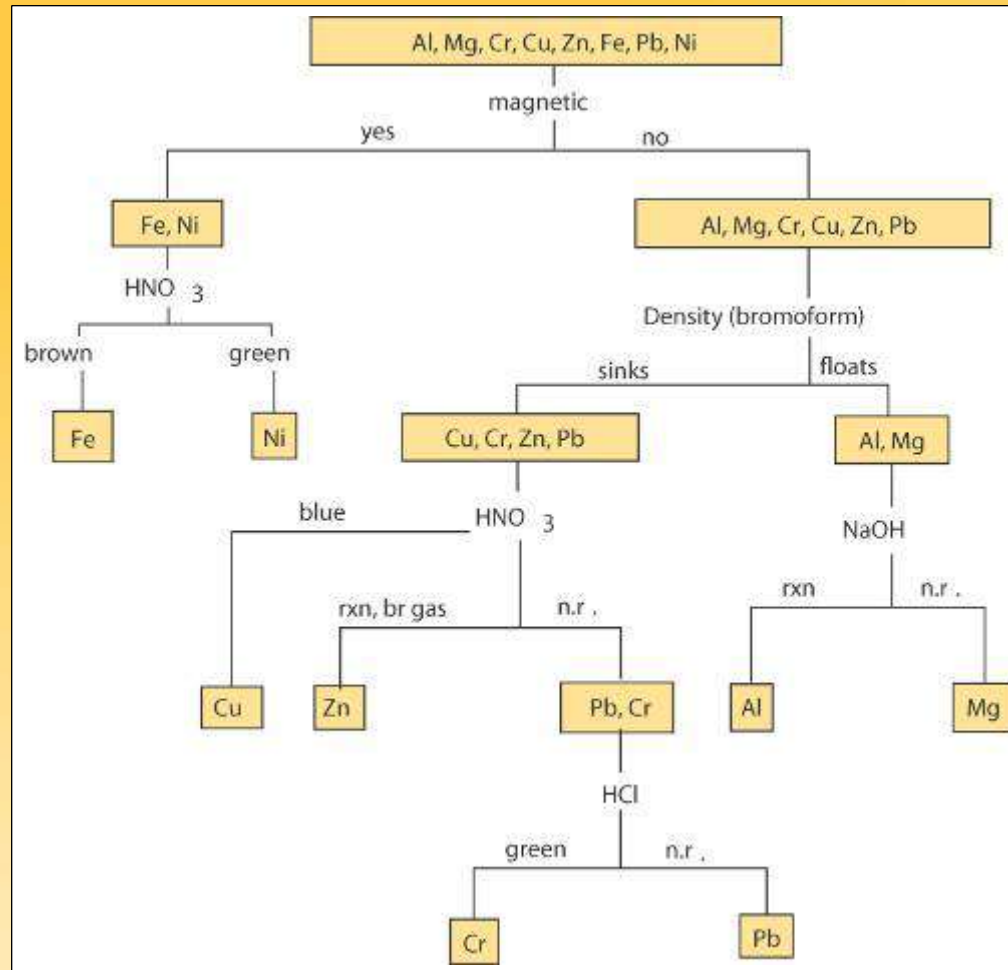 Al, Mg, Cr, Cu, Zn, Fe, Pb, Ni
magnetic
yes
no
Fe, Ni
Al, Mg, Cr, Cu, Zn, Pb
HNO 3
Density (bromoform)
brown
green
sinks
floats
Fe
Ni
Cu, Cr, Zn, Pb
Al, Mg
blue
HNO 3
NaOH
rxn, br gas
n.r .
rxn
n.r .
Cu
Zn
Pb, Cr
Al
Mg
HCl
green
n.r .
Cr
Pb